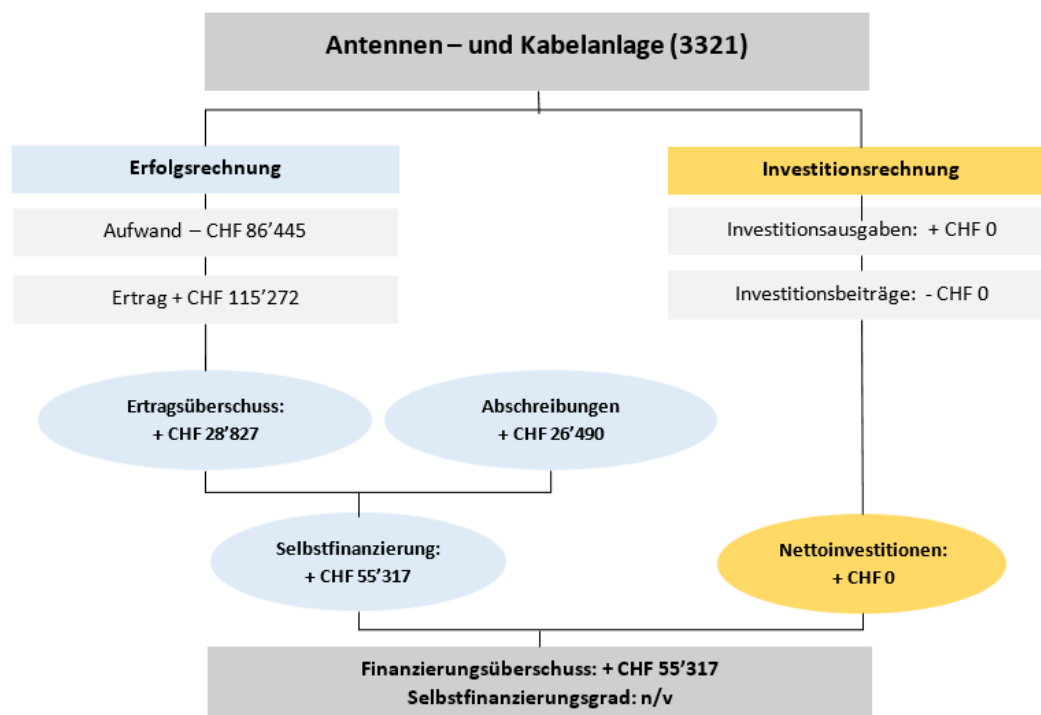 Antennen – und Kabelanlage (3321)
Erfolgsrechnung
Aufwand – CHF 86’445
Ertrag + CHF 115’272
Ertragsüberschuss:
+ CHF 28’827
Abschreibungen
+ CHF 26’490
Selbstfinanzierung:
+ CHF 55’317
Investitionsrechnung
Investitionsausgaben: + CHF 0
Investitionsbeiträge: - CHF 0
Nettoinvestitionen:
+ CHF 0
Finanzierungsüberschuss: + CHF 55’317
Selbstfinanzierungsgrad: n/v